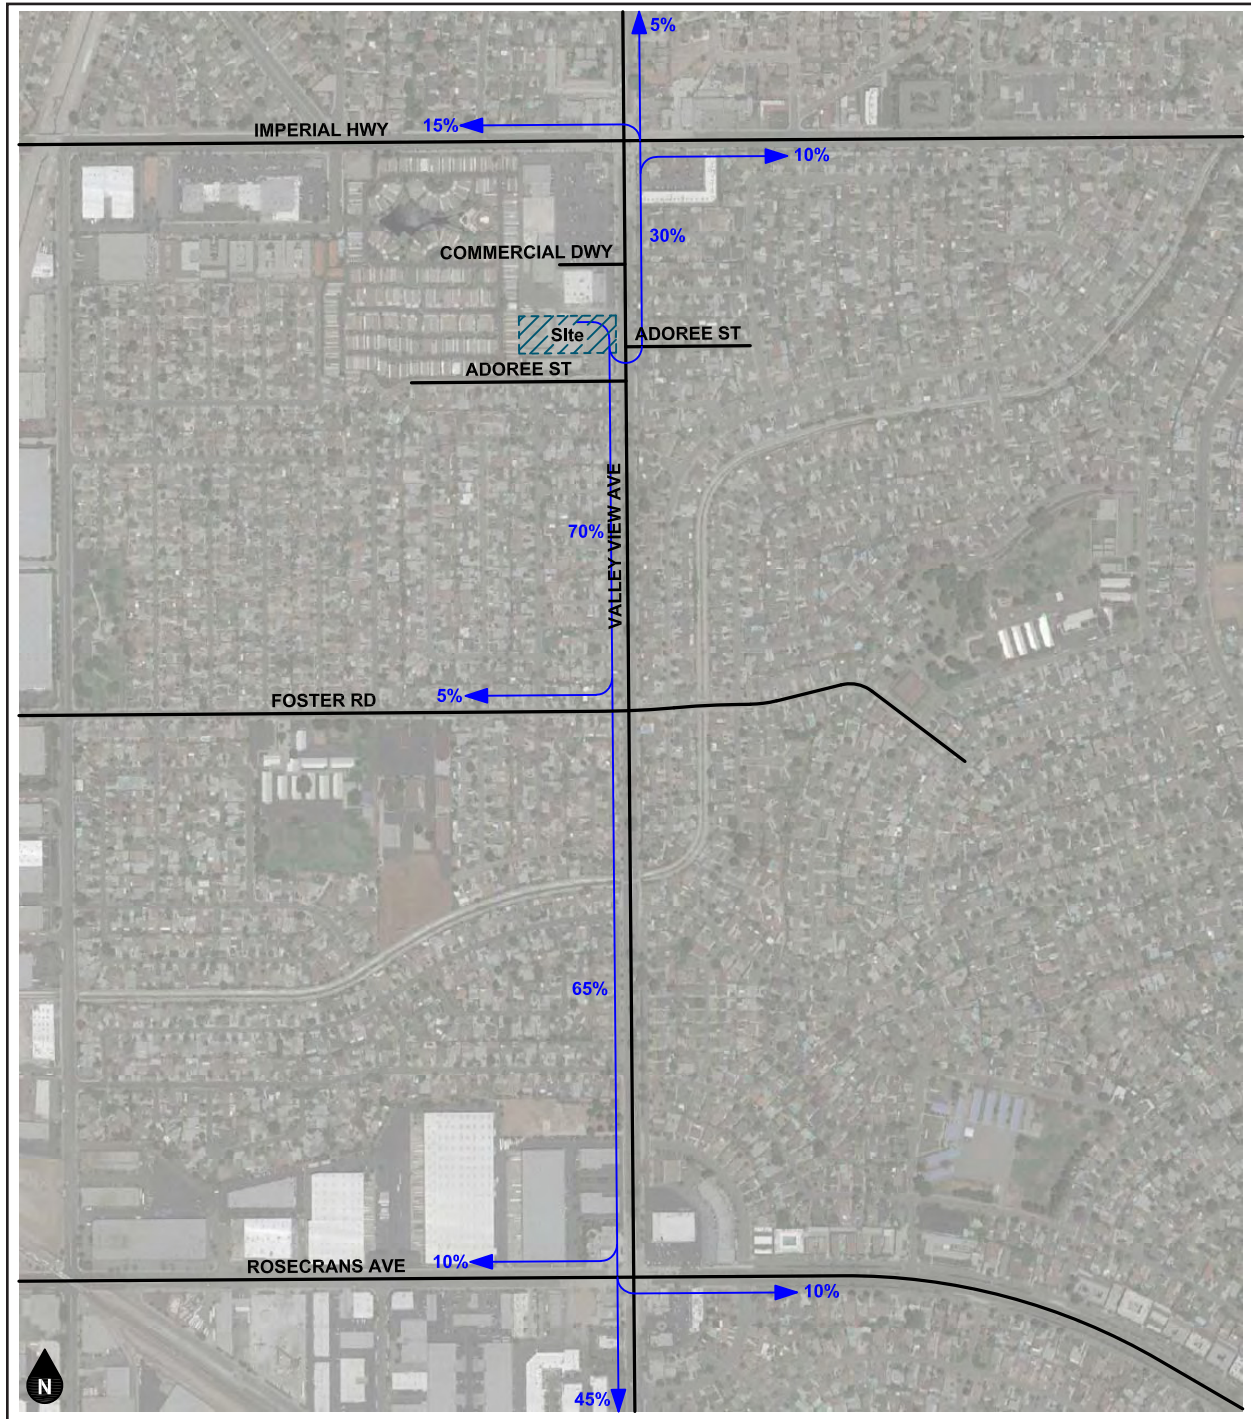 5%
IMPERIAL HWY
15%
10%
30%
COMMERCIAL DWY
SIte
ADOREE ST
ADOREE ST
VALLEY VIEW AVE
70%
FOSTER RD
5%
65%
ROSECRANS AVE
10%
10%
45%
N